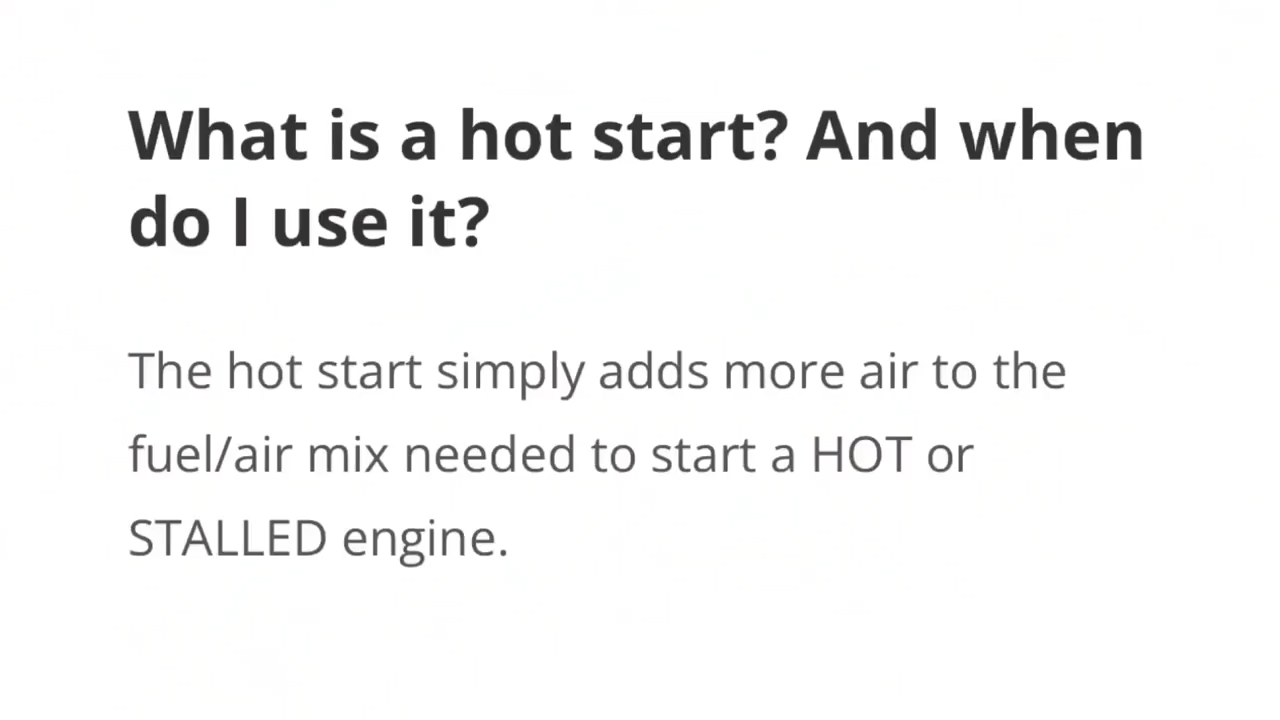 What is a hot start? And when
do I use it?
The hot start simply adds more air to the
fuel/air mix needed to start a HOT or
STALLED engine.